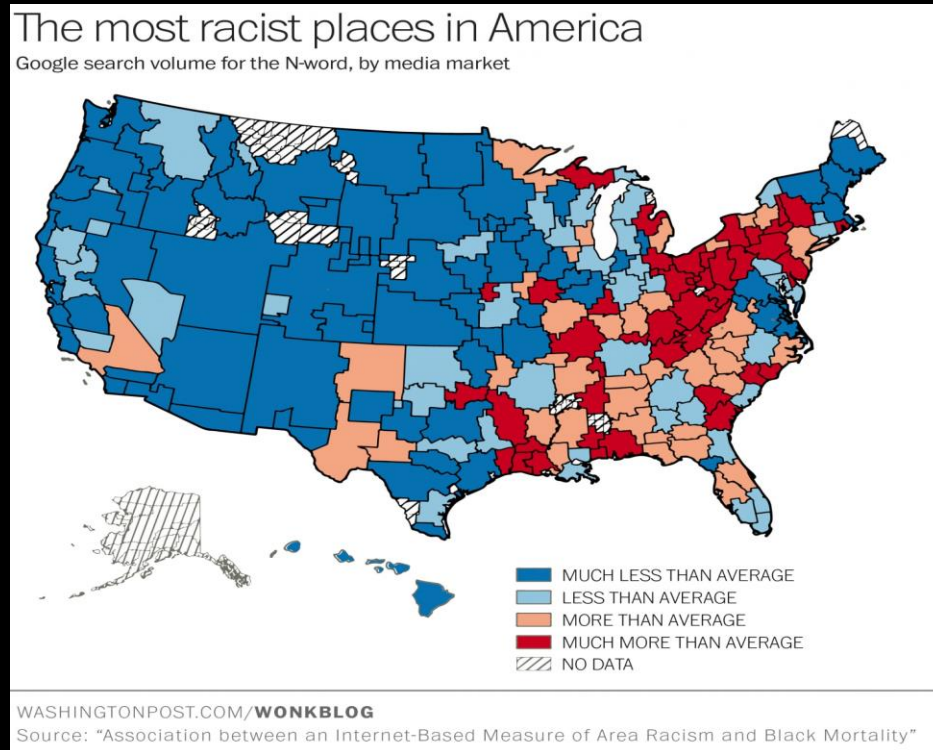 The most racist places in America
Google search volume for the N-word, by media market
MUCH LESS THAN AVERAGE
LESS THAN AVERAGE
MORE THAN AVERAGE
MUCH MORE THAN AVERAGE
NO DATA
WASHINGTONPOST.COM/WONKBLOG
Source: "Association between an Internet-Based Measure of Area Racism and Black Mortality"